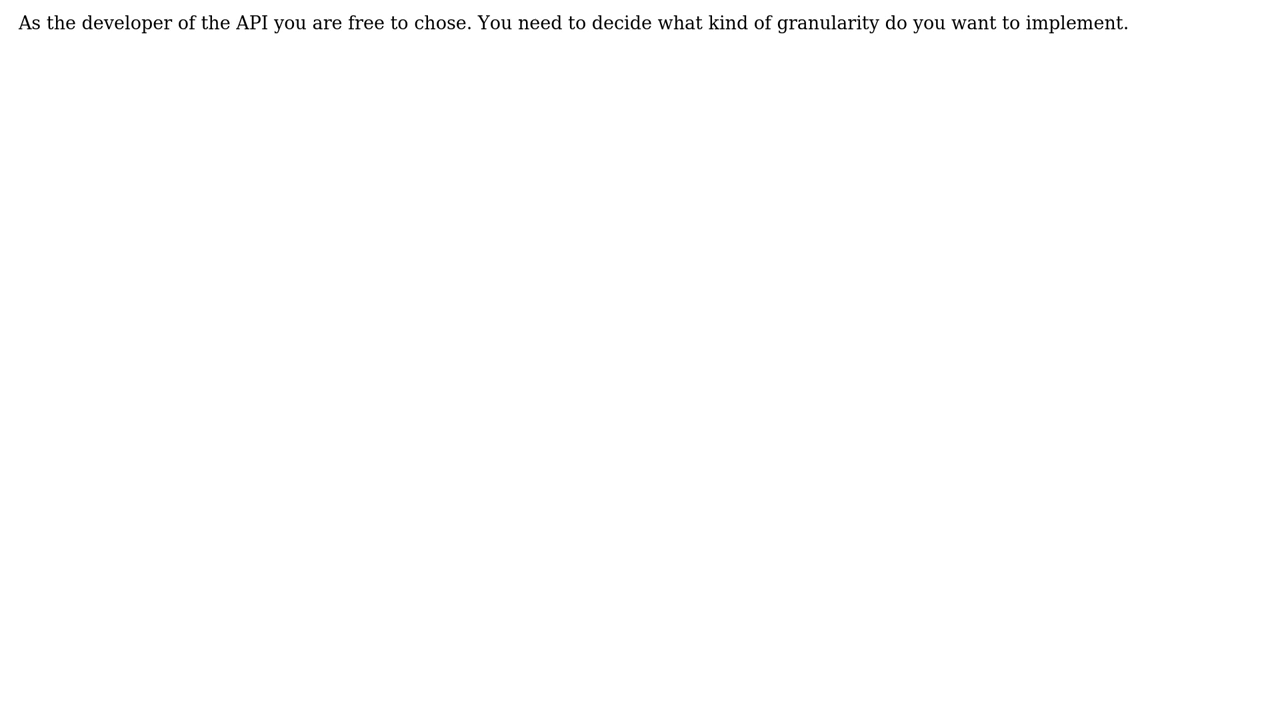 As the developer of the API you are free to chose. You need to decide what kind of granularity do you want to implement.